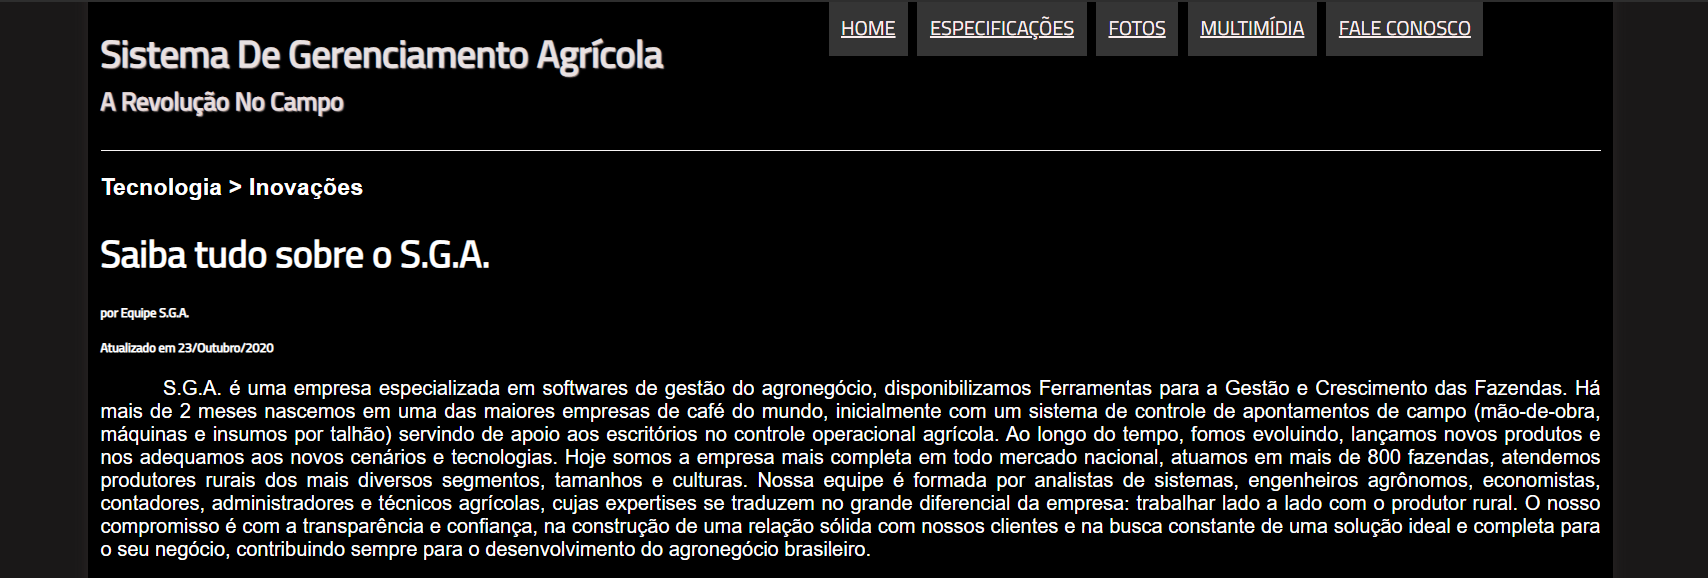 HOME ESPECIFICAÇÕES FOTOS MULTIMÍDIA FALE CONOSCO
Sistema De Gerenciamento Agrícola
A Revolução No Campo
Tecnologia > Inovações
Saiba tudo sobre o S.G.A.
por Equipe S.G.A.
Atualizado em 23/Outubro/2020
S.G.A. é uma empresa especializada em softwares de gestão do agronegócio, disponibilizamos Ferramentas para a Gestão e Crescimento das Fazendas. Há
mais de 2 meses nascemos em uma das maiores empresas de café do mundo, inicialmente com um sistema de controle de apontamentos de campo (mão-de-obra,
máquinas e insumos por talhão) servindo de apoio aos escritórios no controle operacional agrícola. Ao longo do tempo, fomos evoluindo, lançamos novos produtos e
nos adequamos aos novos cenários e tecnologias. Hoje somos a empresa mais completa em todo mercado nacional, atuamos em mais de 800 fazendas, atendemos
produtores rurais dos mais diversos segmentos, tamanhos e culturas. Nossa equipe é formada por analistas de sistemas, engenheiros agrônomos, economistas,
contadores, administradores e técnicos agrícolas, cujas expertises se traduzem no grande diferencial da empresa: trabalhar lado a lado com o produtor rural. O nosso
compromisso é com a transparência e confiança, na construção de uma relação sólida com nossos clientes e na busca constante de uma solução ideal e completa para
o seu negócio, contribuindo sempre para o desenvolvimento do agronegócio brasileiro.